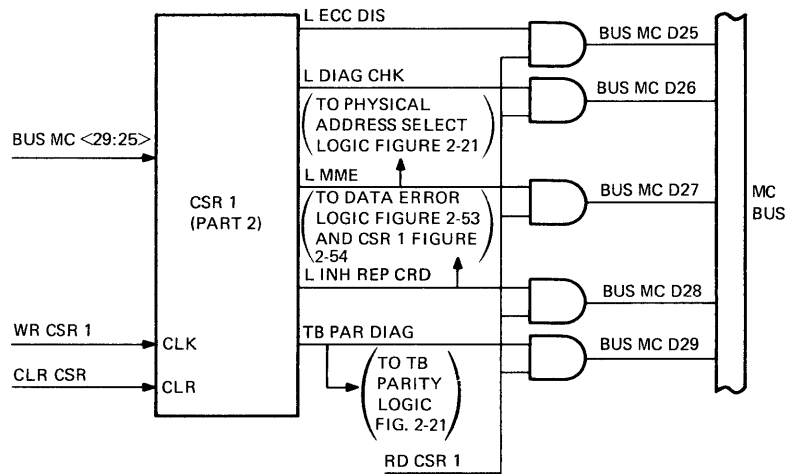 L ECC DIS
BUS MC D25
L DIAG CHK
BUS MC D26
(TO PHYSICAL
ADDRESS SELECT
LOGIC FIGURE 2-21)
BUS MC <29:25>
L MME
BUS MC D27
CSR 1
(PART 2)
(TO DATA ERROR
LOGIC FIGURE 2-53
AND CSR 1 FIGURE
2-54)
MC
BUS
L INH REP CRD
BUS MC D28
WR CSR 1
CLK
TB PAR DIAG
BUS MC D29
CLR CSR
CLR
(TO TB
PARITY
LOGIC
FIG. 2-21)
RD CSR 1